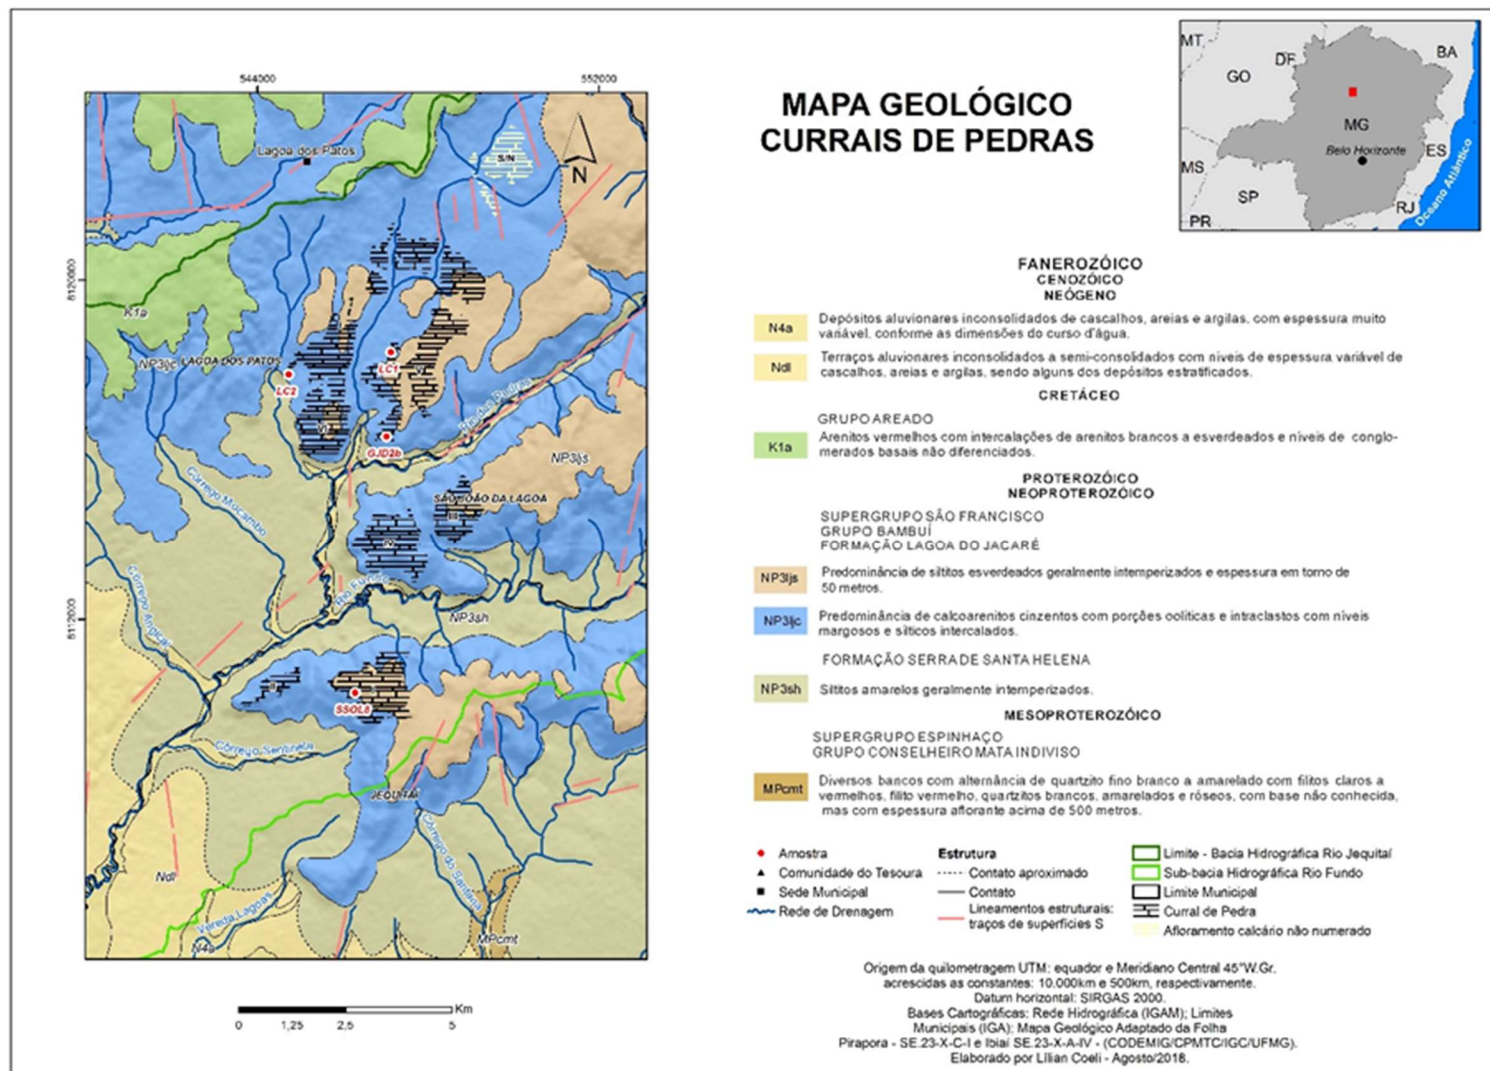 MAPA GEOLÓGICO
CURRAIS DE PEDRAS
MT
DF
BA
GO
MG
Belo Horizonte
ES
MS
SP
RJ
PR
Oceano Atlântico
544000
552000
8120000
8112000
Lagoa dos Patos
S/N
N
K1a
NP3ljc
LAGOA DOS PATOS
LC1
LC2
V
GJD2b
Rio das Pedras
NP3ljs
SÃO JOÃO DA LAGOA
III
IV
Córrego Mocambo
Rio Fundo
NP3sh
II
SSOL8
Córrego Sentinela
JEQUITAÍ
Córrego do Santana
Ndl
Vereda Lagoas
N4a
MPcmt
0
1,25
2,5
5
Km
FANEROZÓICO
CENOZÓICO
NEÓGENO
N4a
Depósitos aluvionares inconsolidados de cascalhos, areias e argilas, com espessura muito
variável, conforme as dimensões do curso d'água.
Ndl
Terraços aluvionares inconsolidados a semi-consolidados com níveis de espessura variável de
cascalhos, areias e argilas, sendo alguns dos depósitos estratificados.
CRETÁCEO
GRUPO AREADO
K1a
Arenitos vermelhos com intercalações de arenitos brancos a esverdeados e níveis de conglo-
merados basais não diferenciados.
PROTEROZÓICO
NEOPROTEROZÓICO
SUPERGRUPO SÃO FRANCISCO
GRUPO BAMBUÍ
FORMAÇÃO LAGOA DO JACARÉ
NP3ljs
Predominância de siltitos esverdeados geralmente intemperizados e espessura em torno de
50 metros.
NP3ljc
Predominância de calcoarenitos cinzentos com porções oolíticas e intraclastos com níveis
margosos e sílticos intercalados.
FORMAÇÃO SERRA DE SANTA HELENA
NP3sh
Siltitos amarelos geralmente intemperizados.
MESOPROTEROZÓICO
SUPERGRUPO ESPINHAÇO
GRUPO CONSELHEIRO MATA INDIVISO
MPcmt
Diversos bancos com alternância de quartzito fino branco a amarelado com filitos claros a
vermelhos, filito vermelho, quartzitos brancos, amarelados e róseos, com base não conhecida,
mas com espessura aflorante acima de 500 metros.
Amostra
Comunidade do Tesoura
Sede Municipal
Rede de Drenagem
Estrutura
Contato aproximado
Contato
Lineamentos estruturais:
traços de superfícies S
Limite - Bacia Hidrográfica Rio Jequitaí
Sub-bacia Hidrográfica Rio Fundo
Limite Municipal
Curral de Pedra
Afloramento calcário não numerado
Origem da quilometragem UTM: equador e Meridiano Central 45°W.Gr.
acrescidas as constantes: 10.000km e 500km, respectivamente.
Datum horizontal: SIRGAS 2000.
Bases Cartográficas: Rede Hidrográfica (IGAM); Limites
Municipais (IGA); Mapa Geológico Adaptado da Folha
Pirapora - SE.23-X-C-I e Ibiaí SE.23-X-A-IV - (CODEMIG/CPMTC/IGC/UFMG).
Elaborado por Lílian Coeli - Agosto/2018.